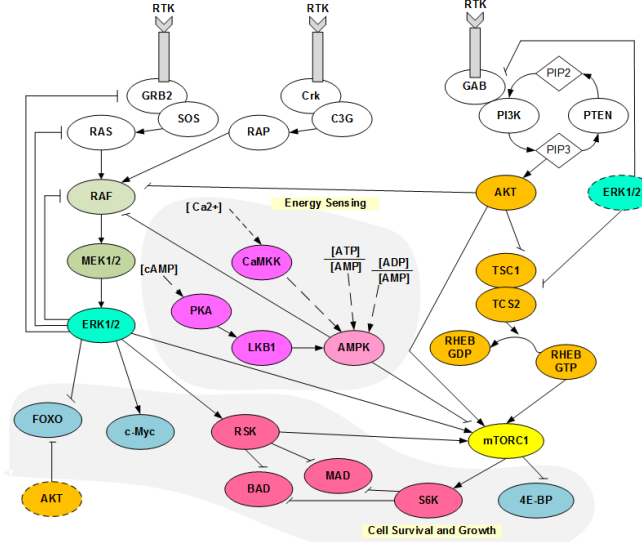 RTK
RTK
RTK
GRB2
SOS
Crk
C3G
GAB
PI3K
PIP2
PTEN
PIP3
RAS
RAP
RAF
AKT
ERK1/2
Energy Sensing
[ Ca2+]
[ATP]
[AMP]
[ADP]
[AMP]
MEK1/2
CaMKK
[cAMP]
TSC1
TCS2
PKA
ERK1/2
LKB1
AMPK
RHEB
GDP
RHEB
GTP
FOXO
c-Myc
RSK
mTORC1
BAD
MAD
AKT
S6K
4E-BP
Cell Survival and Growth